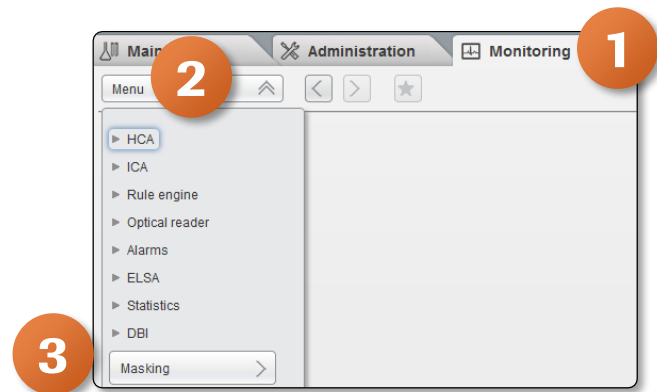 Main Administration Monitoring 1
Menu 2
HCA
ICA
Rule engine
Optical reader
Alarms
ELSA
Statistics
DBI
3 Masking